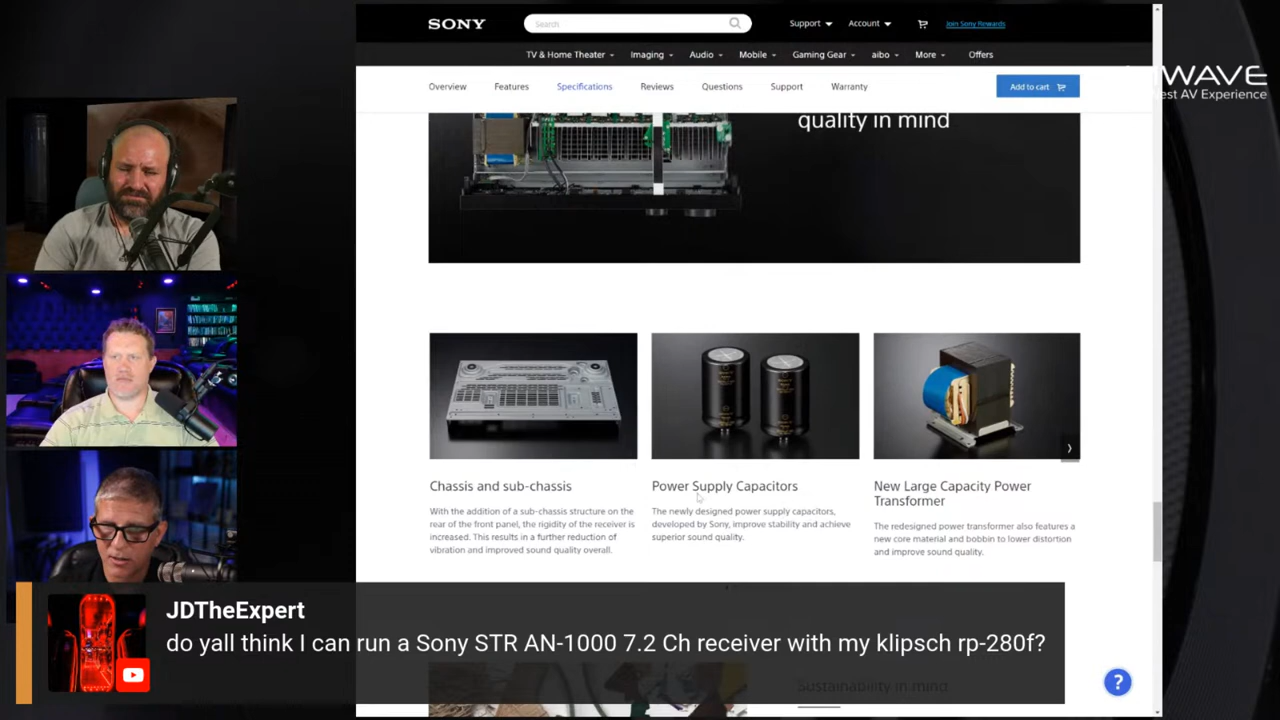 SONY
Search
Support
Account
Join Sony Rewards
TV & Home Theater
Imaging
Audio
Mobile
Gaming Gear
aibo
More
Offers
WAVE
est AV Experience
Overview
Features
Specifications
Reviews
Questions
Support
Warranty
Add to cart
quality in mind
Chassis and sub-chassis
With the addition of a sub-chassis structure on the
rear of the front panel, the rigidity of the receiver is
increased. This results in a further reduction of
vibration and improved sound quality overall.
Power Supply Capacitors
The newly designed power supply capacitors,
developed by Sony, improve stability and achieve
superior sound quality.
New Large Capacity Power
Transformer
The redesigned power transformer also features a
new core material and bobbin to lower distortion
and improve sound quality.
JDTheExpert
do yall think I can run a Sony STR AN-1000 7.2 Ch receiver with my klipsch rp-280f?
Sustainability in mind
?